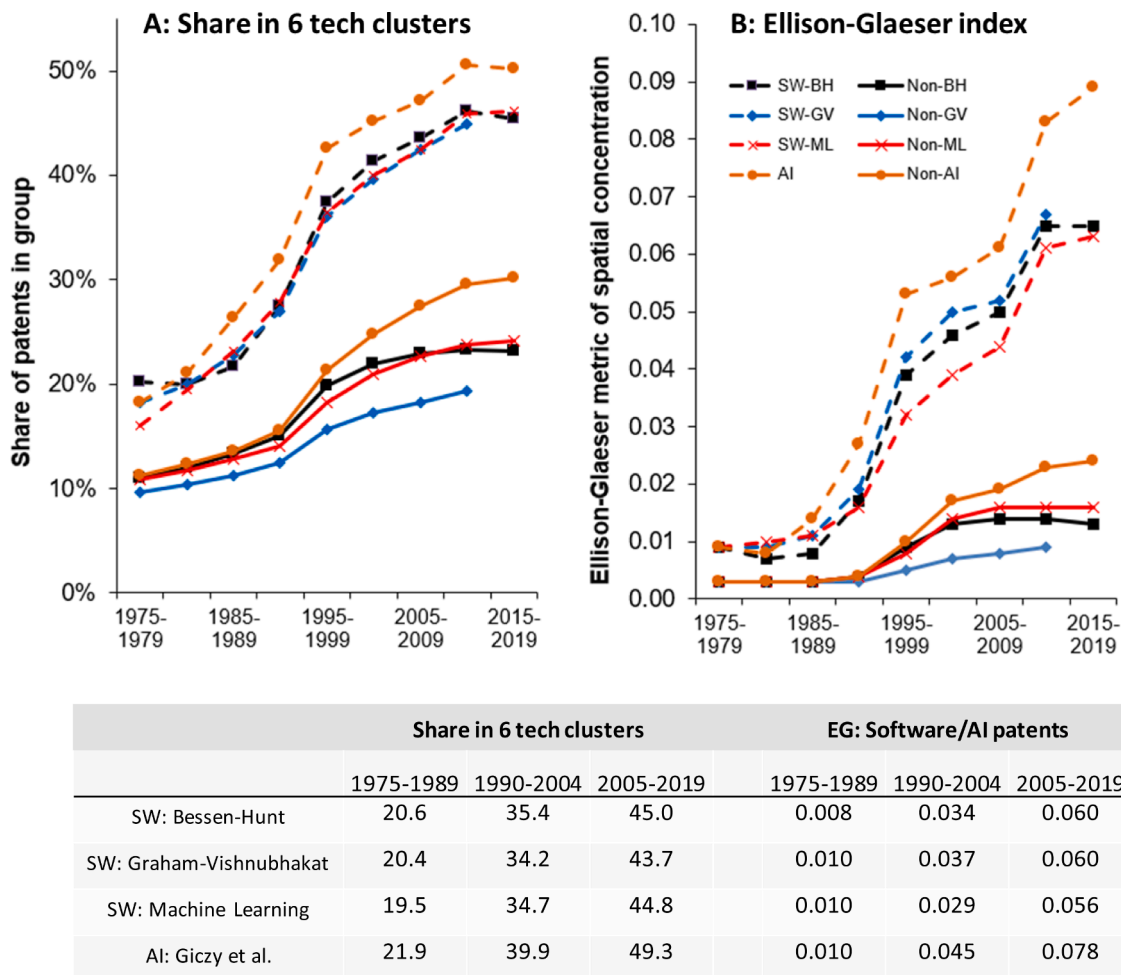 A: Share in 6 tech clusters
Share of patents in group
50%
40%
30%
20%
10%
0%
1975-1979 1985-1989 1995-1999 2005-2009 2015-2019
B: Ellison-Glaeser index
Ellison-Glaeser metric of spatial concentration
0.10
0.09
0.08
0.07
0.06
0.05
0.04
0.03
0.02
0.01
0.00
SW-BH Non-BH
SW-GV Non-GV
SW-ML Non-ML
AI Non-AI
1975-1979 1985-1989 1995-1999 2005-2009 2015-2019
Share in 6 tech clusters EG: Software/AI patents
1975-1989 1990-2004 2005-2019 1975-1989 1990-2004 2005-2019
SW: Bessen-Hunt 20.6 35.4 45.0 0.008 0.034 0.060
SW: Graham-Vishnubhakat 20.4 34.2 43.7 0.010 0.037 0.060
SW: Machine Learning 19.5 34.7 44.8 0.010 0.029 0.056
AI: Giczy et al. 21.9 39.9 49.3 0.010 0.045 0.078